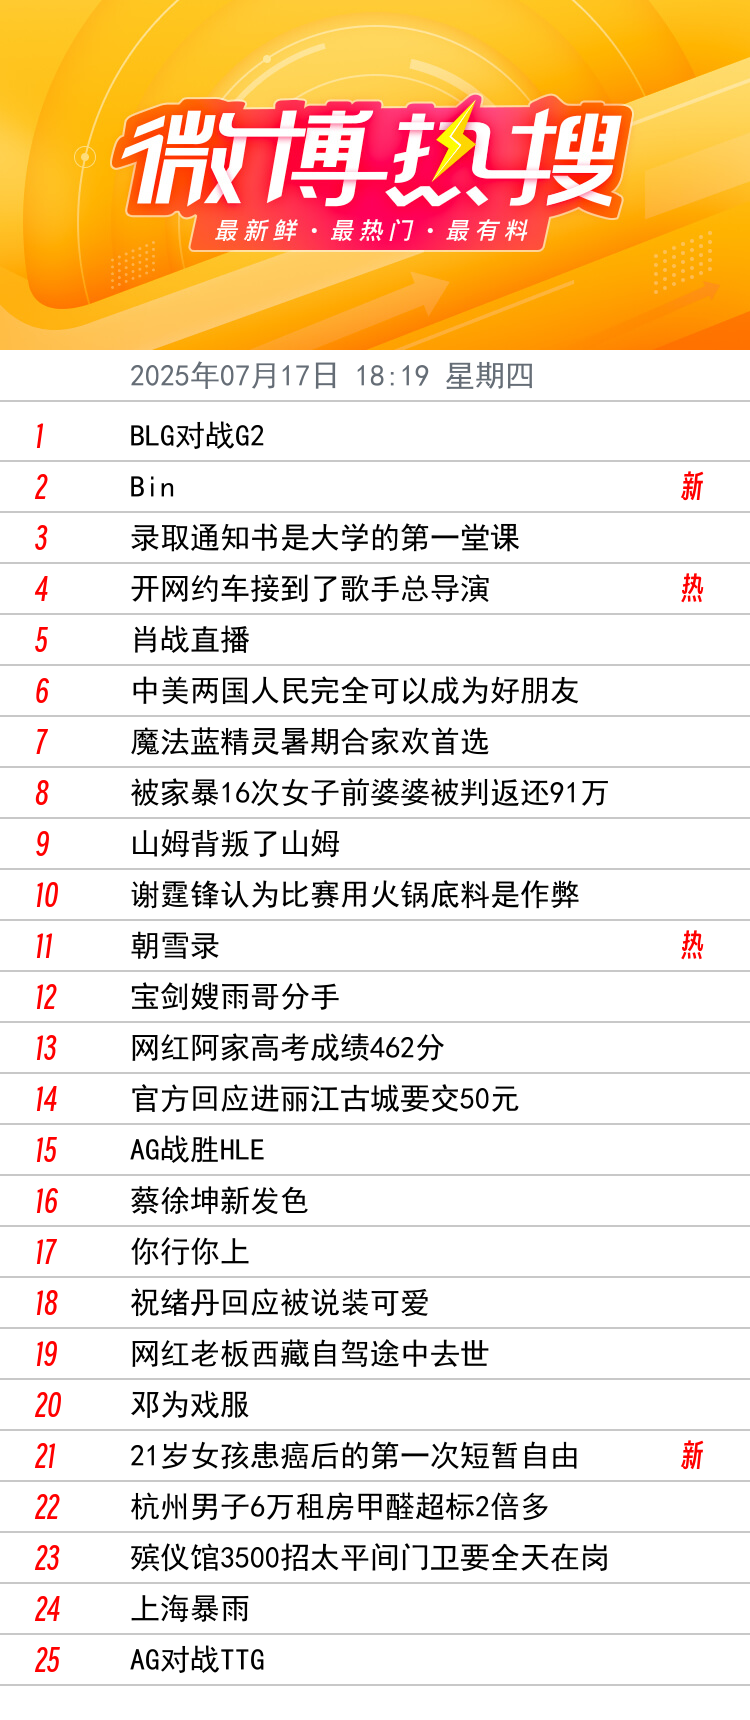 微博热搜
最新鲜·最热门·最有料
2025年07月17日 18:19 星期四
1 BLG对战G2
2 Bin 新
3 录取通知书是大学的第一堂课
4 开网约车接到了歌手总导演 热
5 肖战直播
6 中美两国人民完全可以成为好朋友
7 魔法蓝精灵暑期合家欢首选
8 被家暴16次女子前婆婆被判返还91万
9 山姆背叛了山姆
10 谢霆锋认为比赛用火锅底料是作弊
11 朝雪录 热
12 宝剑嫂雨哥分手
13 网红阿家高考成绩462分
14 官方回应进丽江古城要交50元
15 AG战胜HLE
16 蔡徐坤新发色
17 你行你上
18 祝绪丹回应被说装可爱
19 网红老板西藏自驾途中去世
20 邓为戏服
21 21岁女孩患癌后的第一次短暂自由 新
22 杭州男子6万租房甲醛超标2倍多
23 殡仪馆3500招太平间门卫要全天在岗
24 上海暴雨
25 AG对战TTG